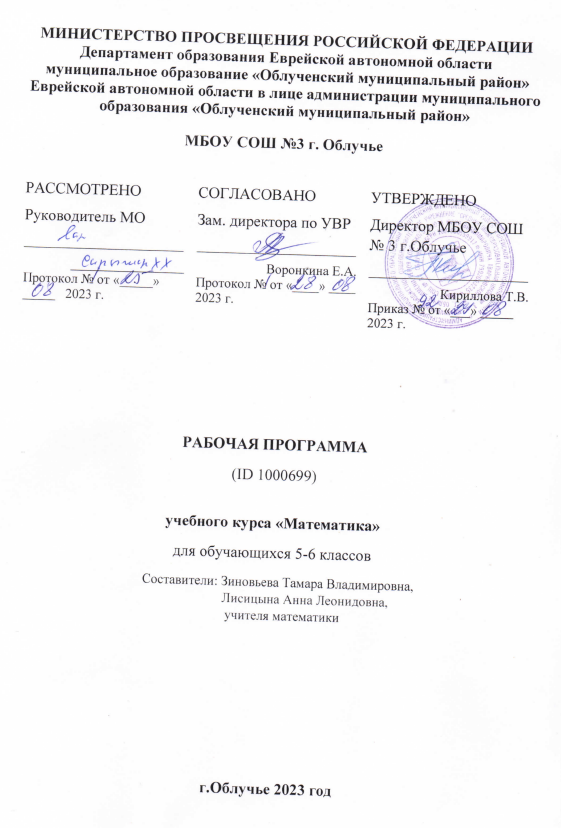 МИНИСТЕРСТВО ПРОСВЕЩЕНИЯ РОССИЙСКОЙ ФЕДЕРАЦИИ
Департамент образования Еврейской автономной области
муниципальное образование «Облученский муниципальный район»
Еврейской автономной области в лице администрации муниципального
образования «Облученский муниципальный район»
МБОУ СОШ №3 г. Облучье
РАССМОТРЕНО
Руководитель МО
Протокол № от «25»
08 2023 г.
СОГЛАСОВАНО
Зам. директора по УВР
Воронкина Е.А.
Протокол № от «28» 08
2023 г.
УТВЕРЖДЕНО
Директор МБОУ СОШ
№ 3 г.Облучье
Кириллова Т.В.
92
Приказ № от «29» 08
2023 г.
РАБОЧАЯ ПРОГРАММА
(ID 1000699)
учебного курса «Математика»
для обучающихся 5-6 классов
Составители: Зиновьева Тамара Владимировна,
Лисицына Анна Леонидовна,
учителя математики
г.Облучье 2023 год